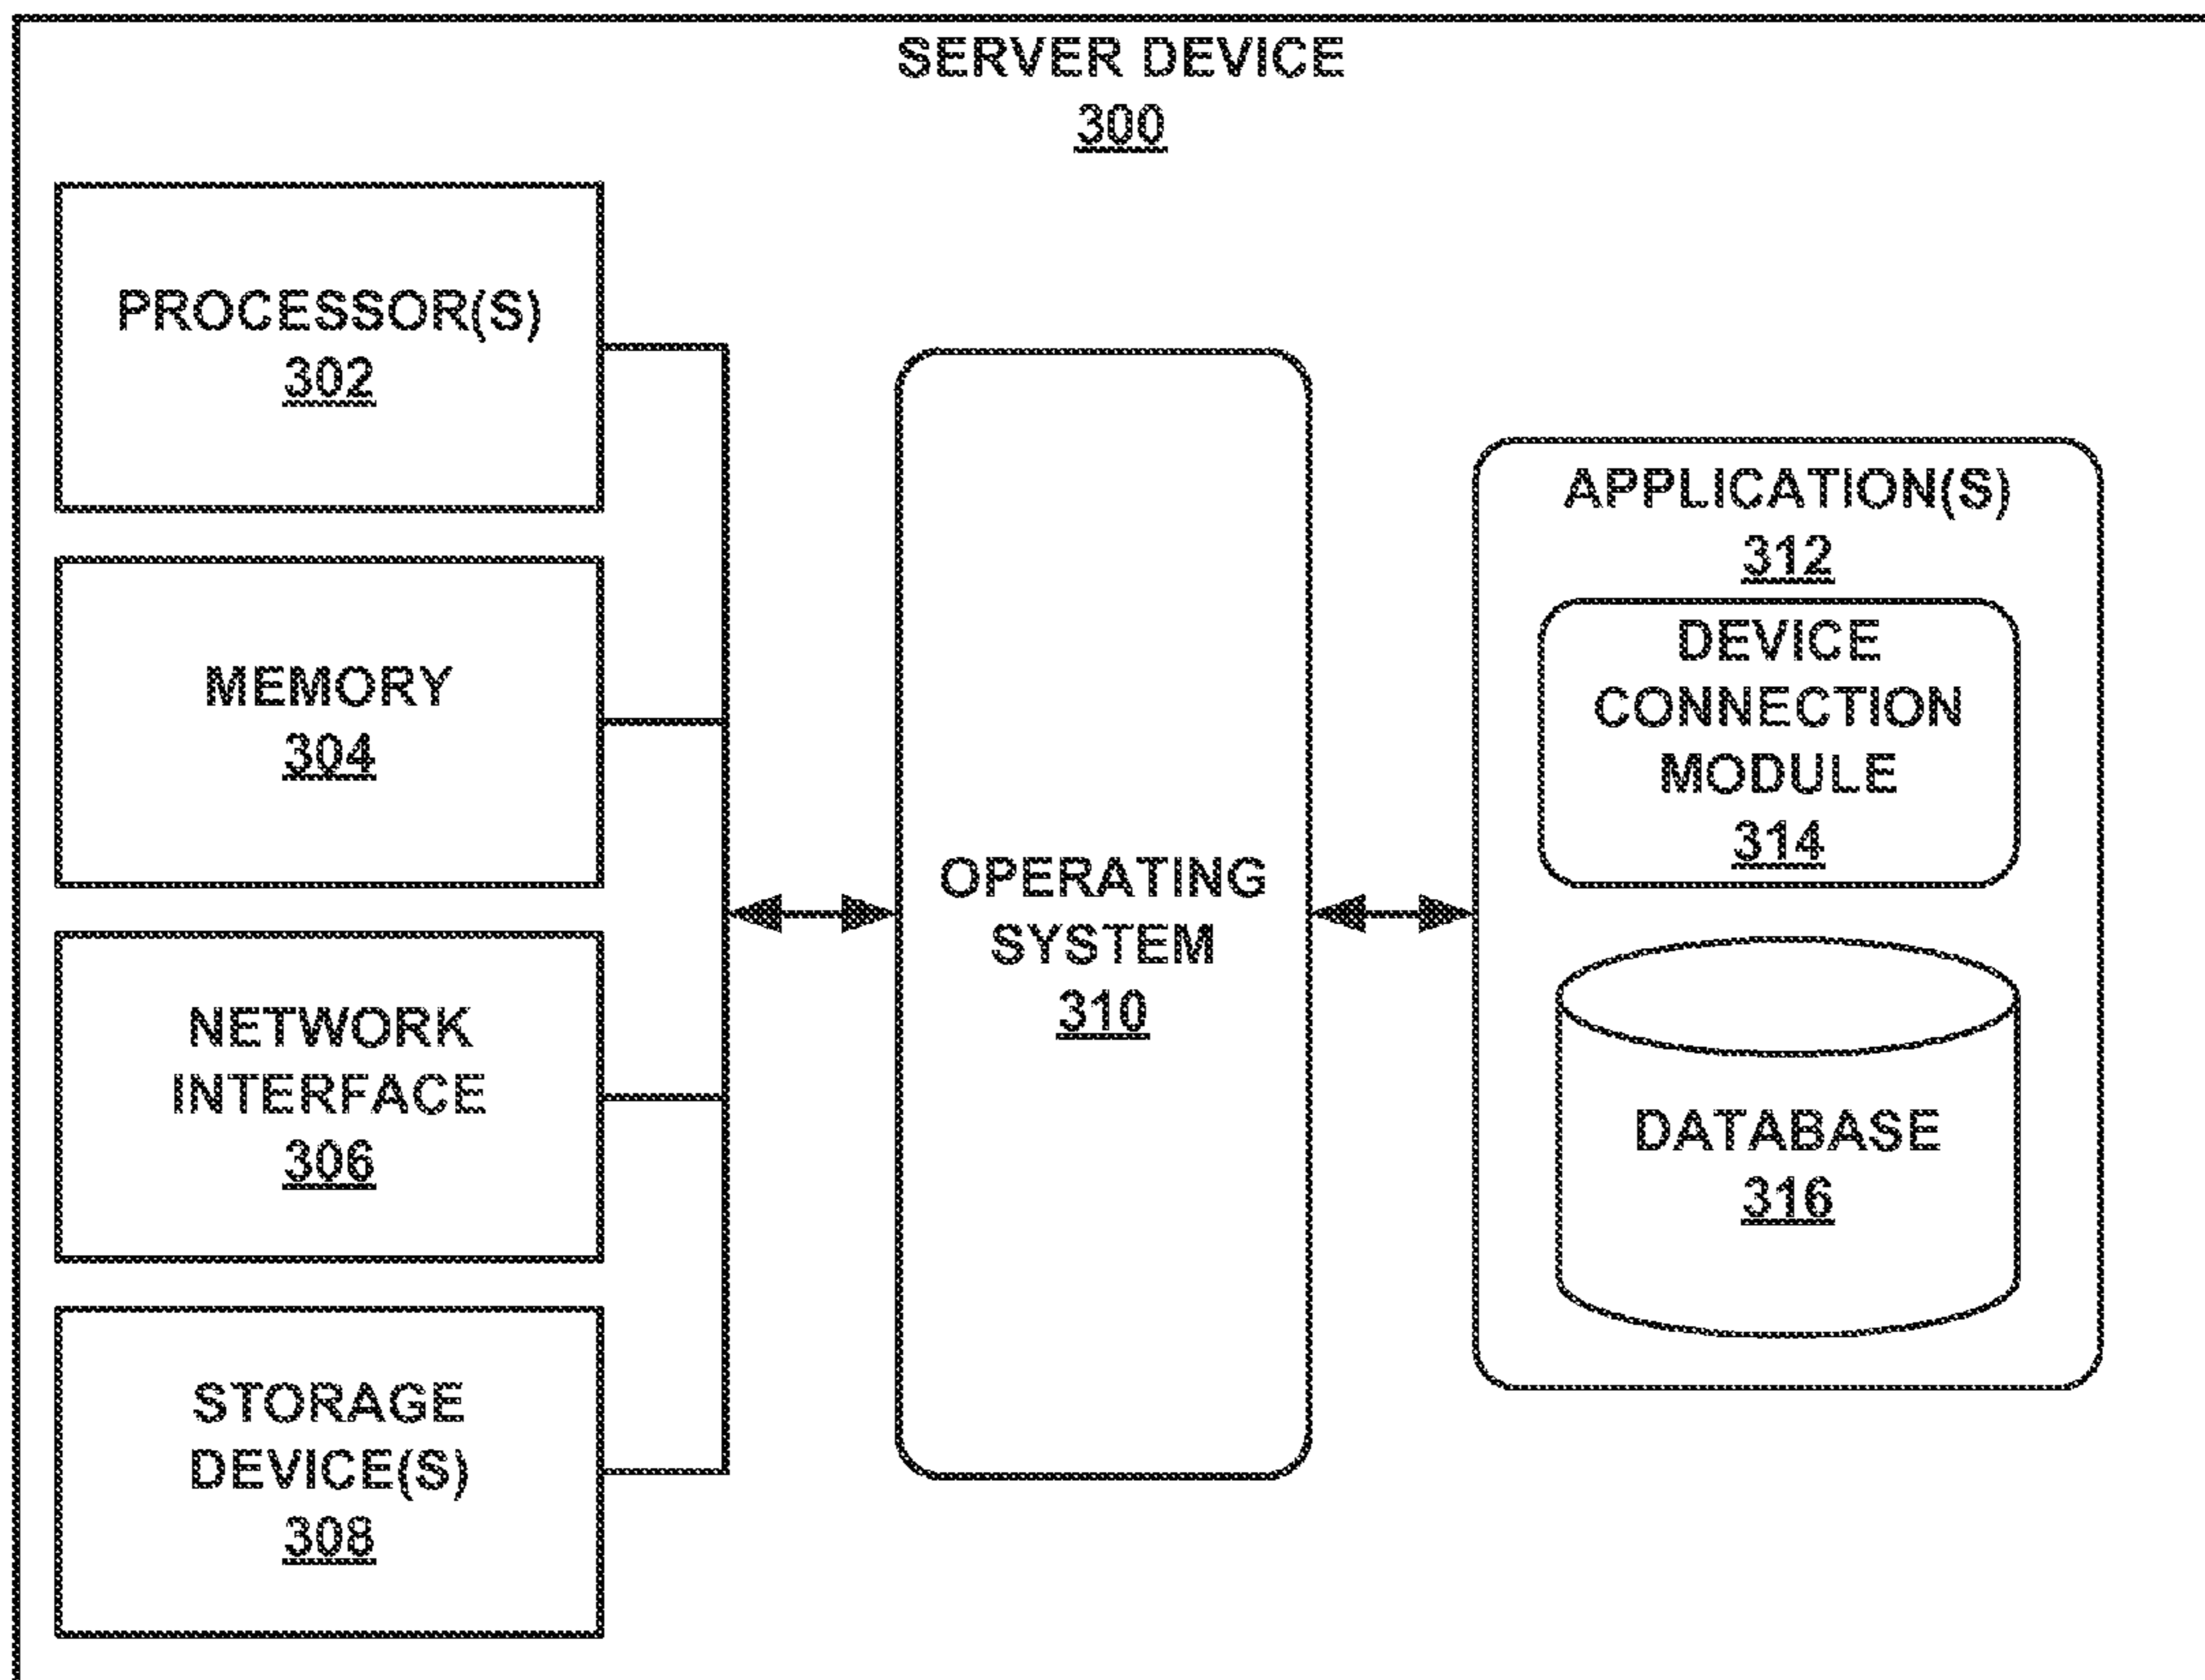 SERVER DEVICE
300
PROCESSOR(S)
302
MEMORY
304
NETWORK
INTERFACE
306
STORAGE
DEVICE(S)
308
OPERATING
SYSTEM
310
APPLICATION(S)
312
DEVICE
CONNECTION
MODULE
314
DATABASE
316